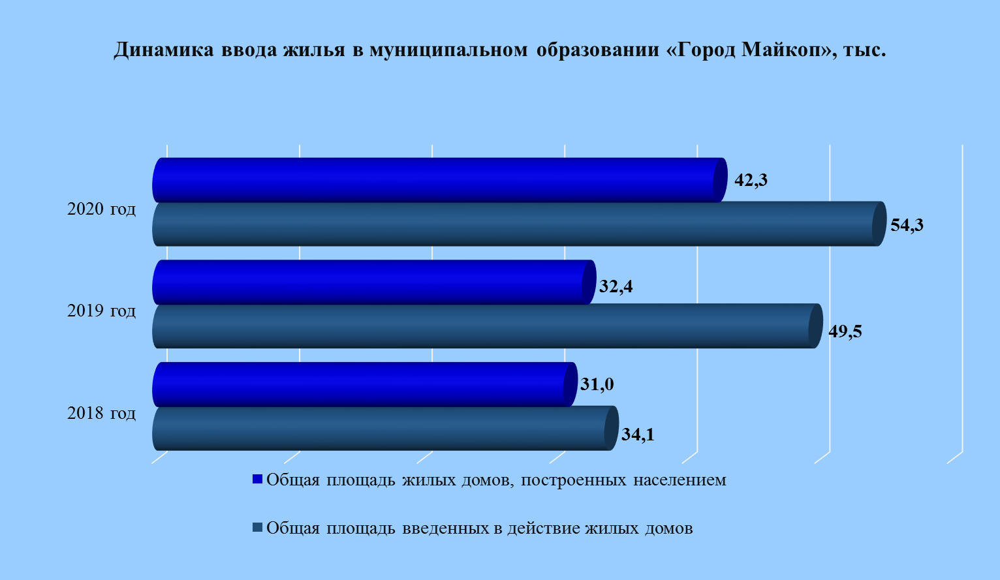 Динамика ввода жилья в муниципальном образовании «Город Майкоп», тыс.
42,3
2020 год
54,3
32,4
2019 год
49,5
31,0
2018 год
34,1
Общая площадь жилых домов, построенных населением
Общая площадь введенных в действие жилых домов